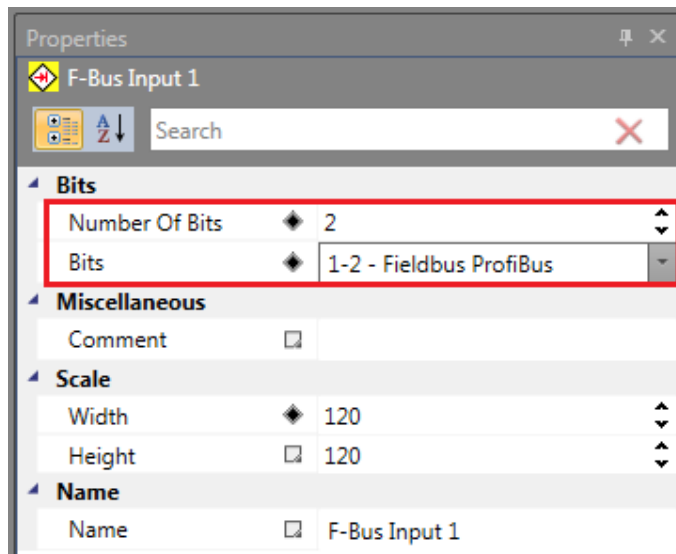 Properties
F-Bus Input 1
A
Z
Search
Bits
Number Of Bits 2
Bits 1-2 - Fieldbus ProfiBus
Miscellaneous
Comment
Scale
Width 120
Height 120
Name
Name F-Bus Input 1